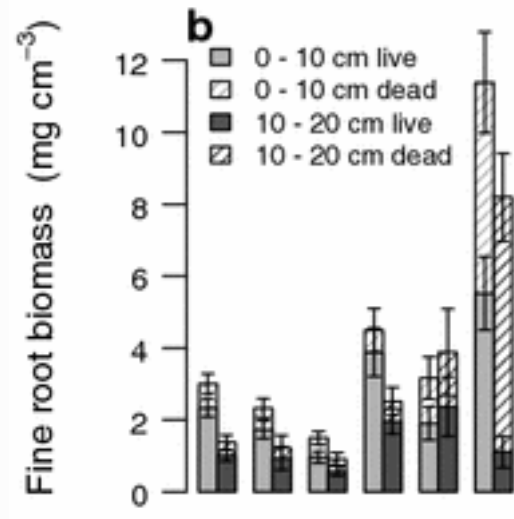 b
Fine root biomass (mg cm⁻³)
0 - 10 cm live
0 - 10 cm dead
10 - 20 cm live
10 - 20 cm dead
12
10
8
6
4
2
0